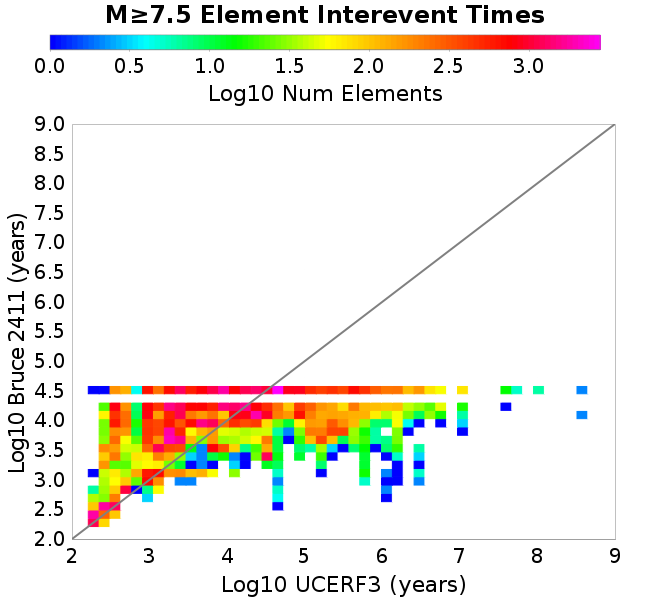 M≥7.5 Element Interevent Times
0.0 0.5 1.0 1.5 2.0 2.5 3.0
Log10 Num Elements
9.0
8.5
8.0
7.5
7.0
6.5
6.0
5.5
5.0
4.5
4.0
3.5
3.0
2.5
2.0
Log10 Bruce 2411 (years)
2 3 4 5 6 7 8 9
Log10 UCERF3 (years)